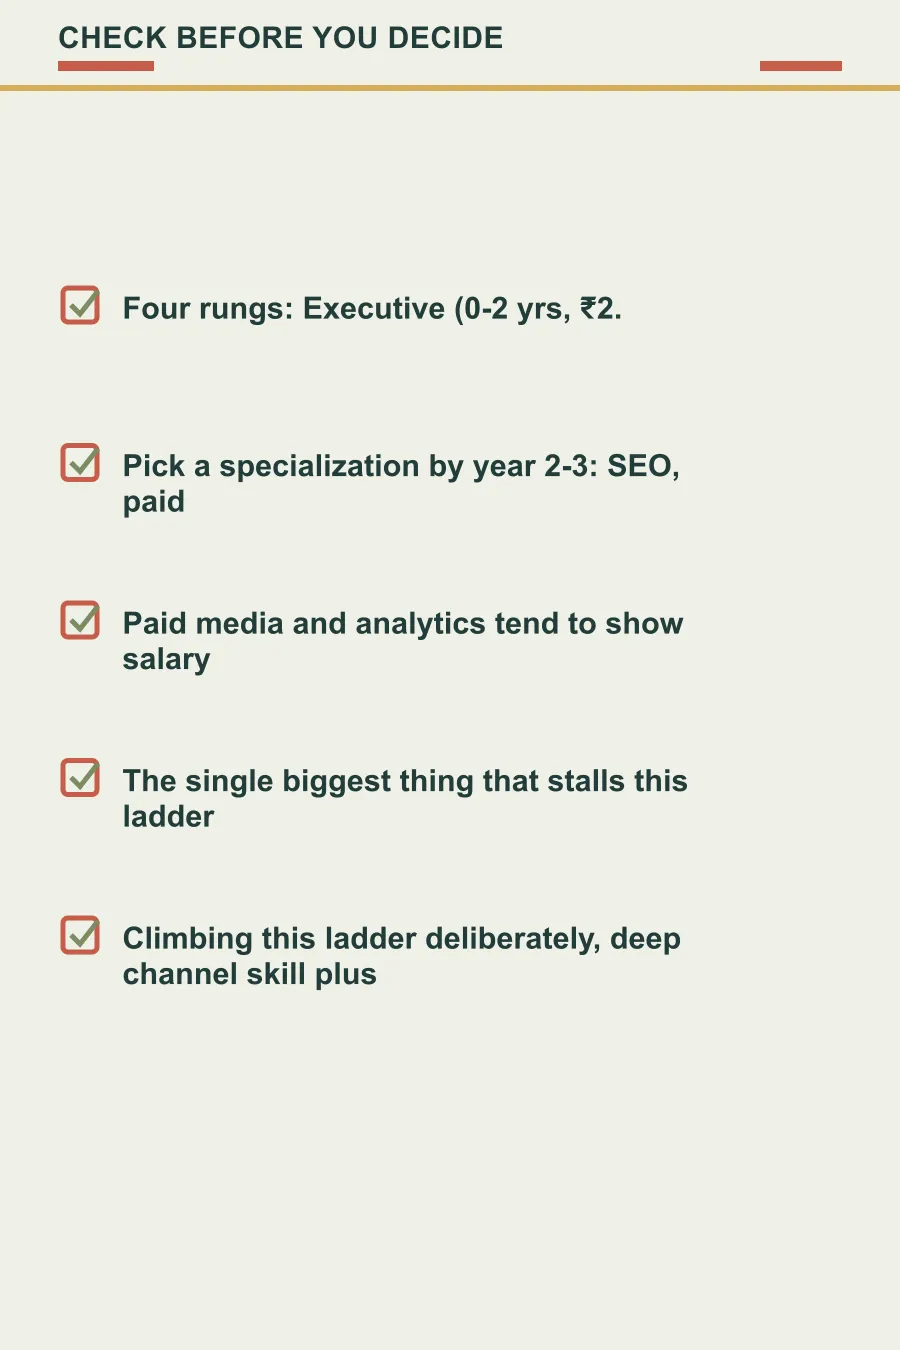 CHECK BEFORE YOU DECIDE
Four rungs: Executive (0-2 yrs, ₹2.
Pick a specialization by year 2-3: SEO,
paid
Paid media and analytics tend to show
salary
The single biggest thing that stalls this
ladder
Climbing this ladder deliberately, deep
channel skill plus